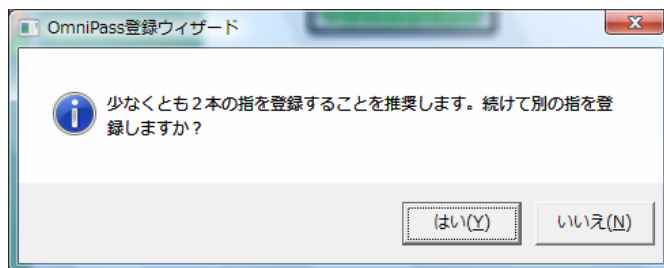 OmniPass登録ウィザード
少なくとも2本の指を登録することを推奨します。続けて別の指を登
録しますか？
はい(Y)
いいえ(N)